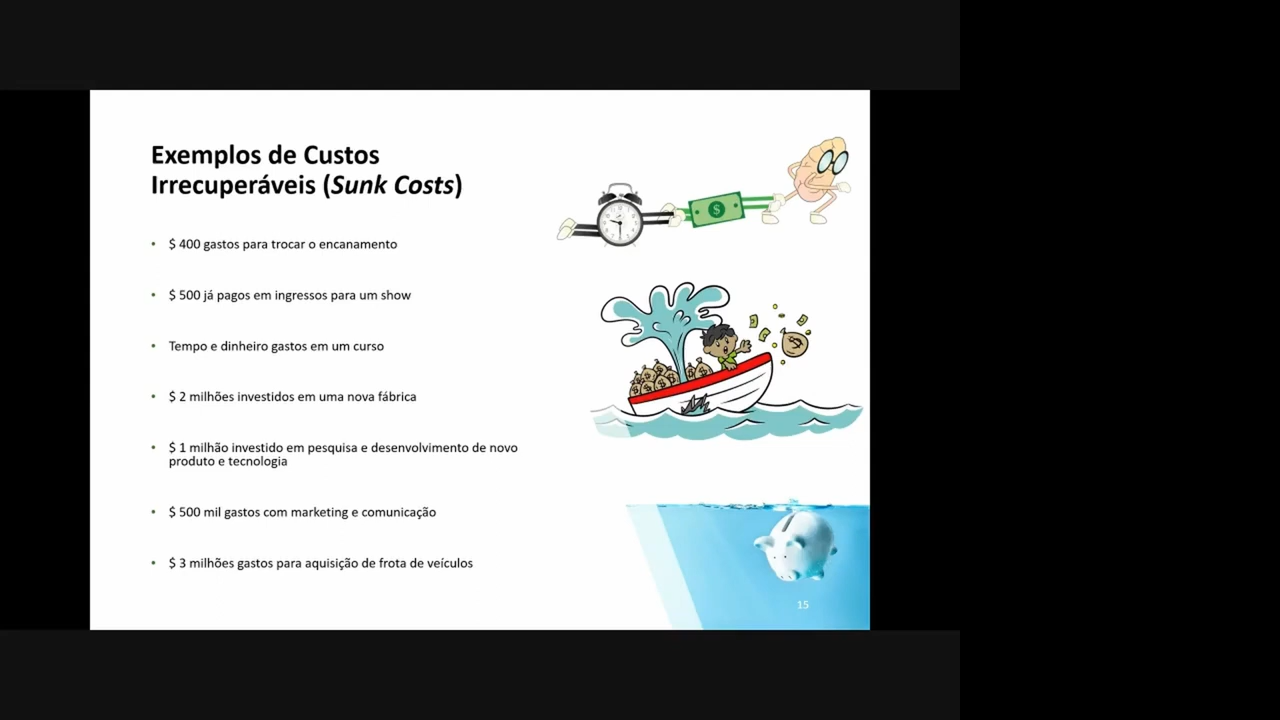 Exemplos de Custos
Irrecuperáveis (Sunk Costs)
• $ 400 gastos para trocar o encanamento
• $ 500 já pagos em ingressos para um show
• Tempo e dinheiro gastos em um curso
• $ 2 milhões investidos em uma nova fábrica
• $ 1 milhão investido em pesquisa e desenvolvimento de novo
produto e tecnologia
• $ 500 mil gastos com marketing e comunicação
• $ 3 milhões gastos para aquisição de frota de veículos
15